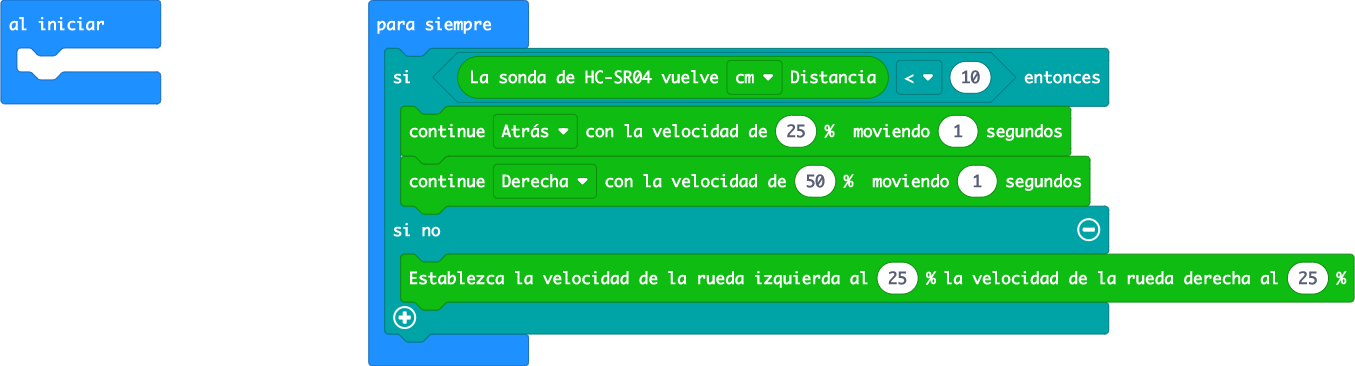 al iniciar
para siempre
si La sonda de HC-SR04 vuelve cm Distancia < 10 entonces
continue Atrás con la velocidad de 25 % moviendo 1 segundos
continue Derecha con la velocidad de 50 % moviendo 1 segundos
si no
Establezca la velocidad de la rueda izquierda al 25 % la velocidad de la rueda derecha al 25 %